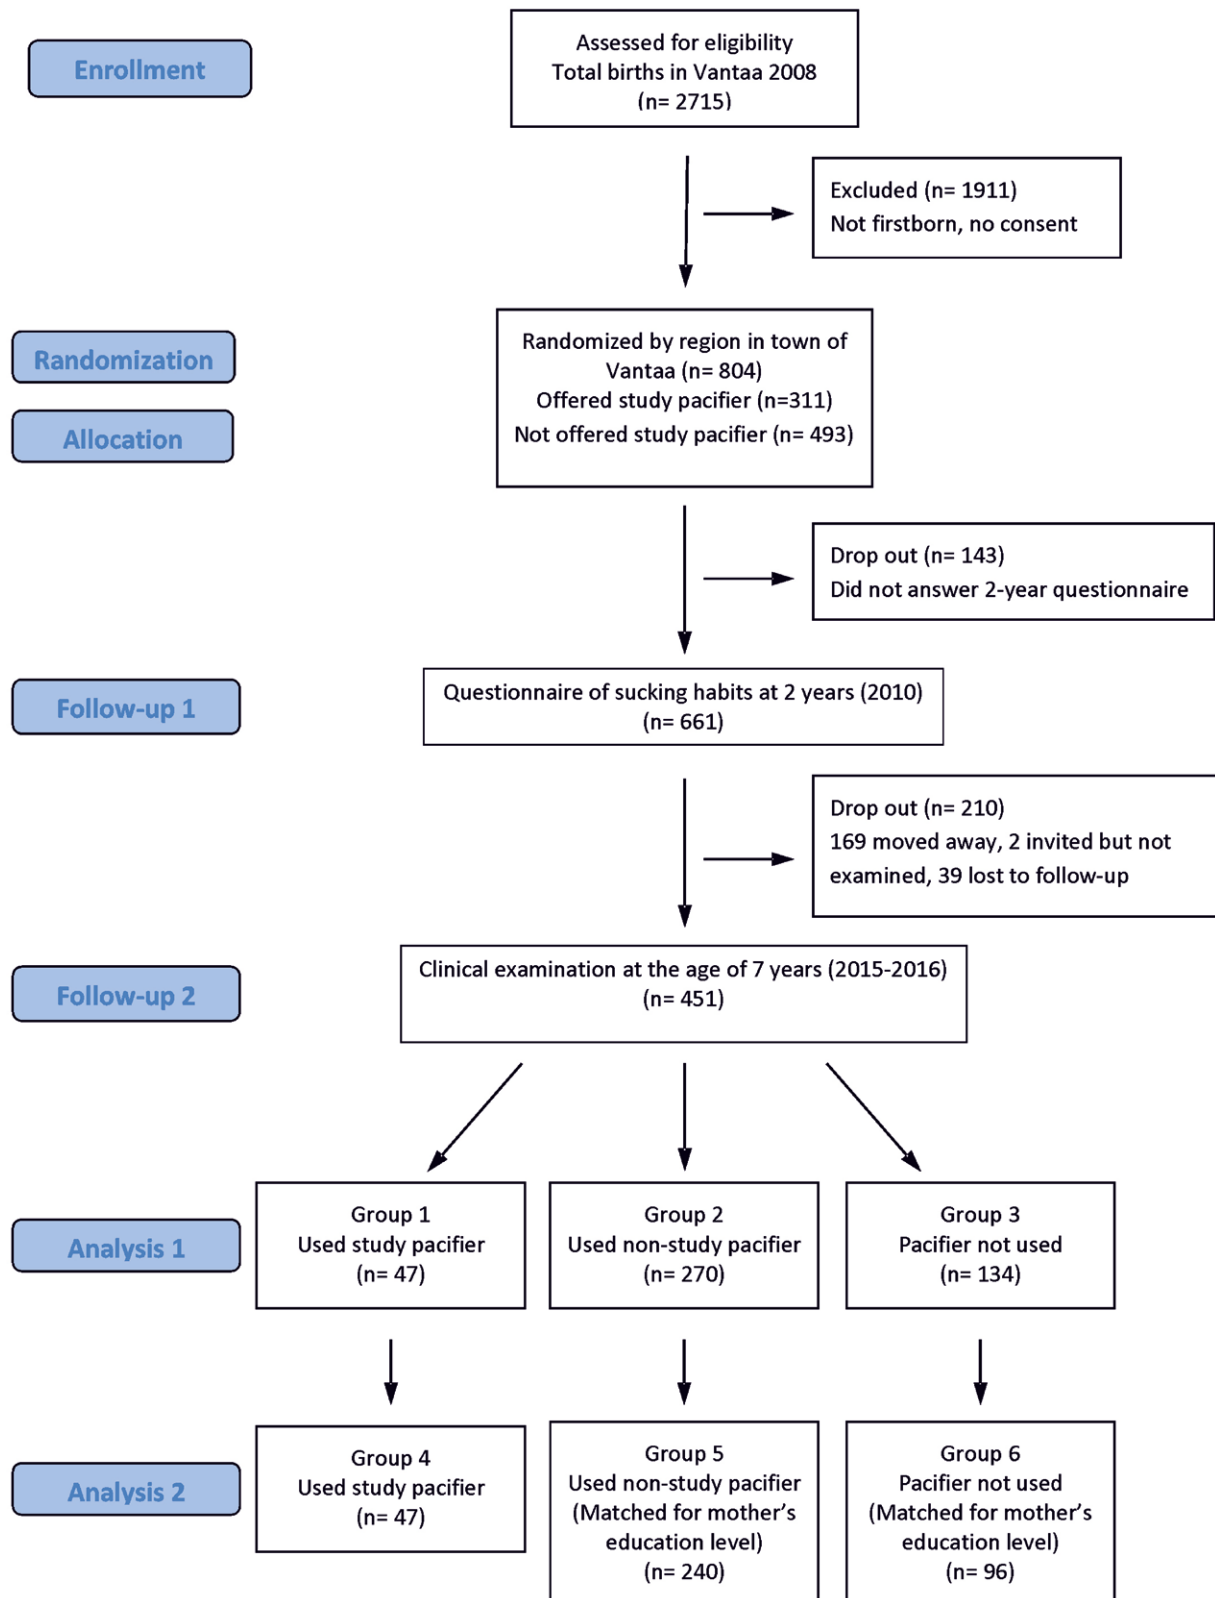 Enrollment
Assessed for eligibility
Total births in Vantaa 2008
(n= 2715)
Excluded (n= 1911)
Not firstborn, no consent
Randomization
Allocation
Randomized by region in town of
Vantaa (n= 804)
Offered study pacifier (n=311)
Not offered study pacifier (n= 493)
Drop out (n= 143)
Did not answer 2-year questionnaire
Follow-up 1
Questionnaire of sucking habits at 2 years (2010)
(n= 661)
Drop out (n= 210)
169 moved away, 2 invited but not
examined, 39 lost to follow-up
Follow-up 2
Clinical examination at the age of 7 years (2015-2016)
(n= 451)
Analysis 1
Group 1
Used study pacifier
(n= 47)
Group 2
Used non-study pacifier
(n= 270)
Group 3
Pacifier not used
(n= 134)
Analysis 2
Group 4
Used study pacifier
(n= 47)
Group 5
Used non-study pacifier
(Matched for mother’s
education level)
(n= 240)
Group 6
Pacifier not used
(Matched for mother’s
education level)
(n= 96)